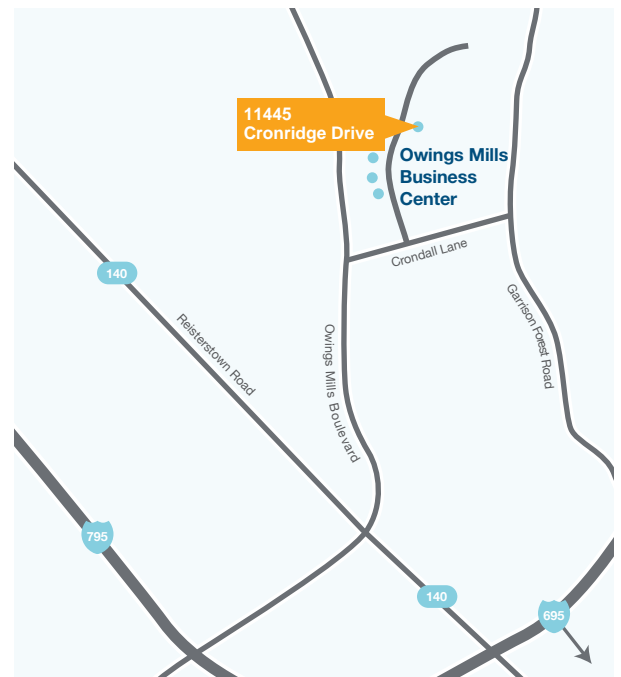 11445
Cronridge Drive
Owings Mills
Business
Center
Crondall Lane
140
Reisterstown Road
Owings Mills Boulevard
Garrison Forest Road
795
140
695